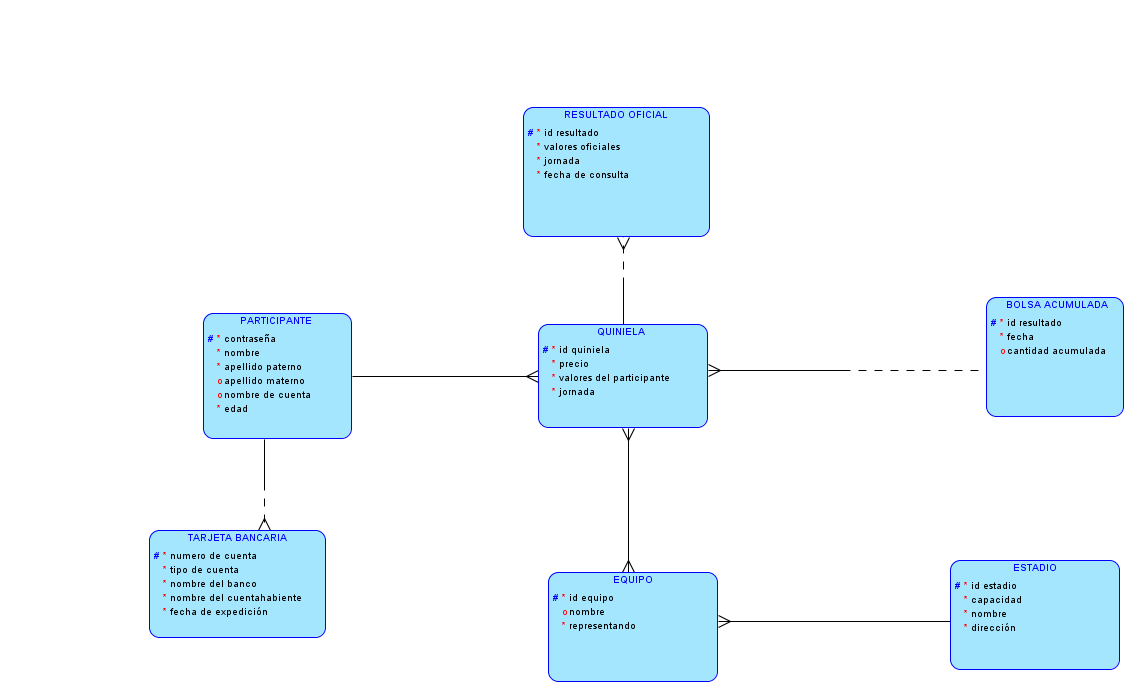 RESULTADO OFICIAL
# * id resultado
* valores oficiales
* jornada
* fecha de consulta
PARTICIPANTE
# * contraseña
* nombre
* apellido paterno
o apellido materno
o nombre de cuenta
* edad
QUINIELA
# * id quiniela
* precio
* valores del participante
* jornada
BOLSA ACUMULADA
# * id resultado
* fecha
o cantidad acumulada
TARJETA BANCARIA
# * numero de cuenta
* tipo de cuenta
* nombre del banco
* nombre del cuentahabiente
* fecha de expedición
EQUIPO
# * id equipo
o nombre
* representando
ESTADIO
# * id estadio
* capacidad
* nombre
* dirección